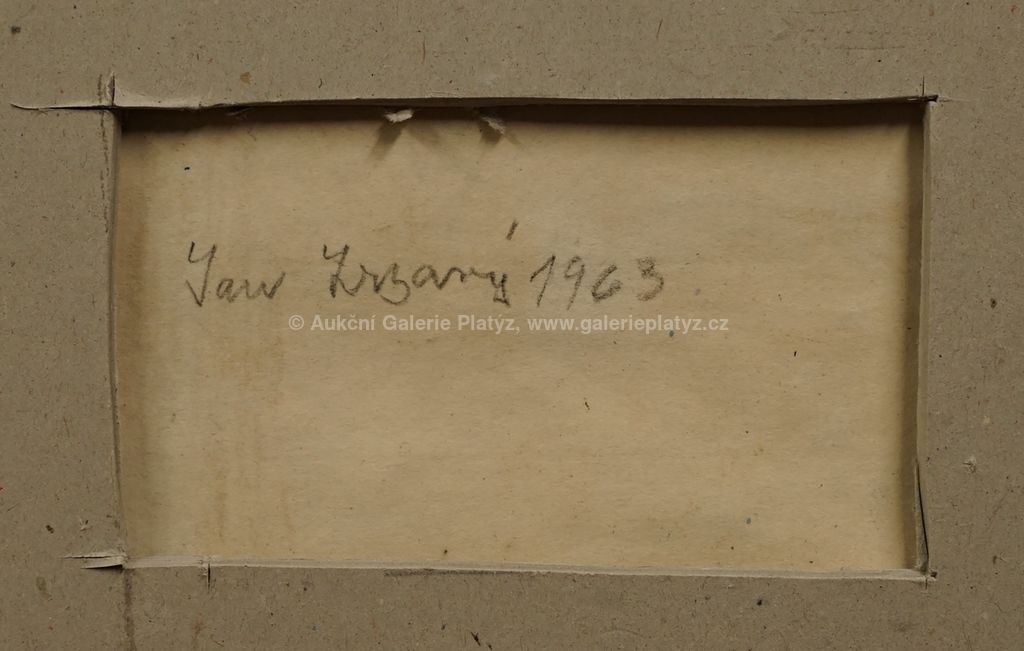 Jan Zrzavý 1963
© Aukční Galerie Platýz, www.galerieplatyz.cz